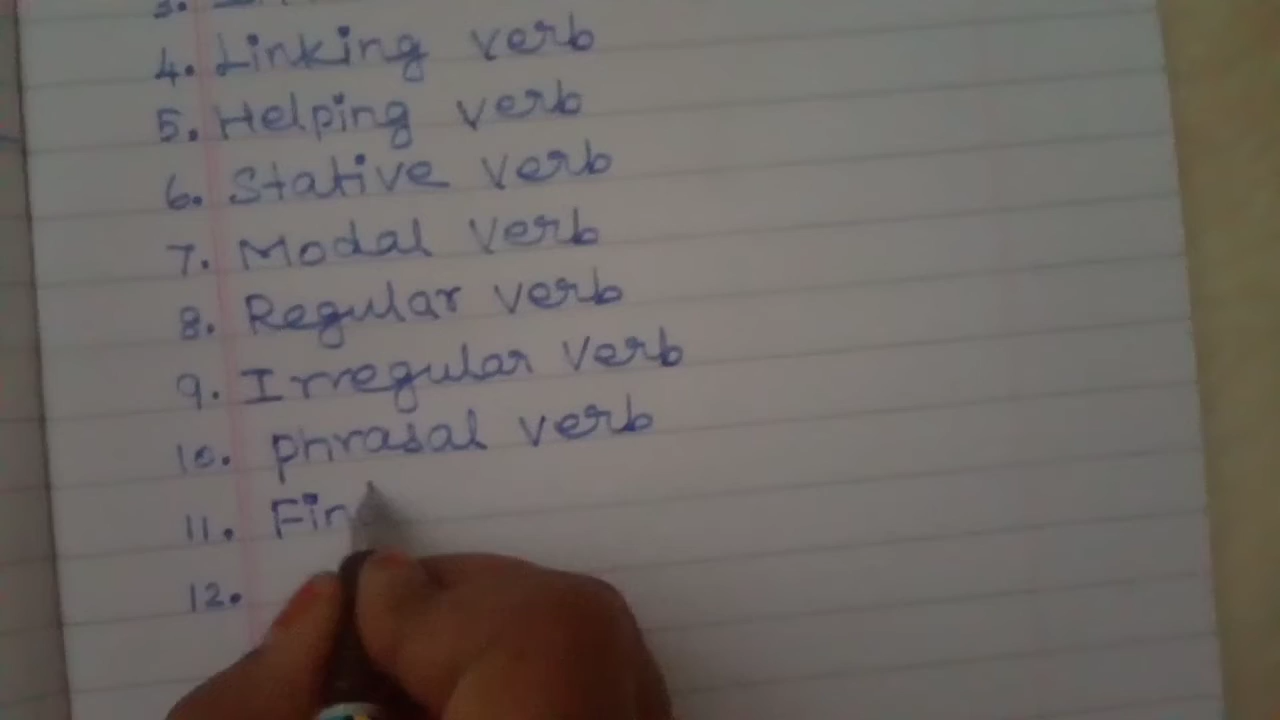 3.
4. Linking verb
5. Helping verb
6. Stative verb
7. Modal verb
8. Regular verb
9. Irregular verb
10. phrasal verb
11. Fin
12.